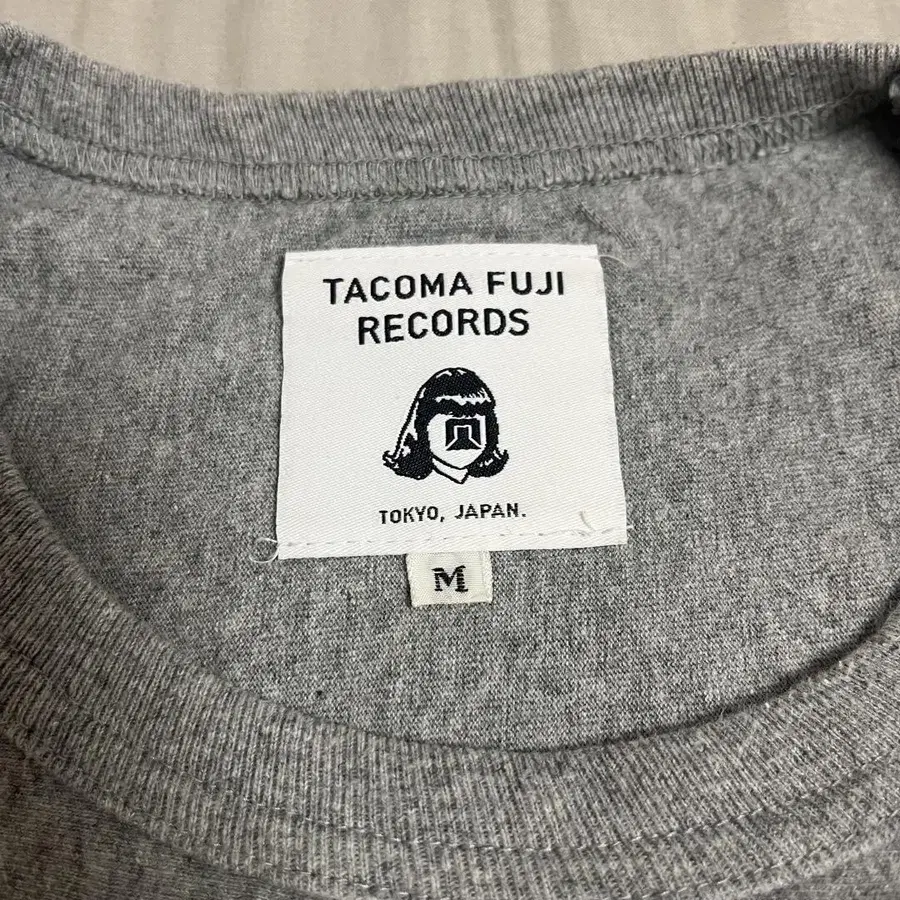 TACOMA FUJI
RECORDS
TOKYO, JAPAN.
M